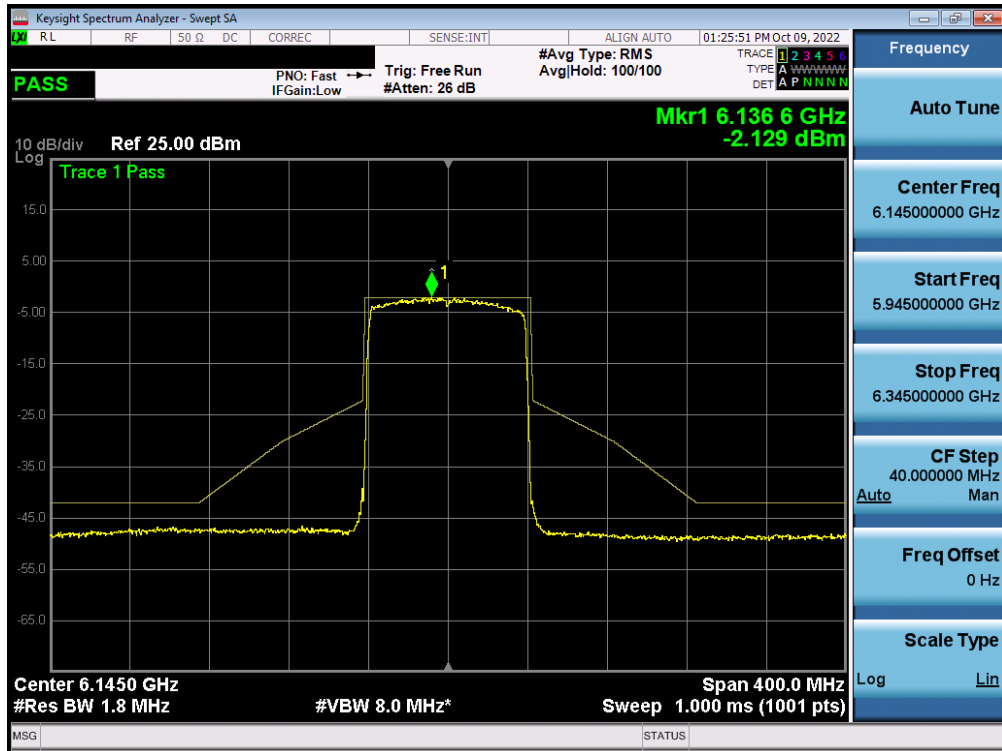 Keysight Spectrum Analyzer - Swept SA
LXI RL RF 50 Ω DC CORREC SENSE:INT ALIGN AUTO 01:25:51 PM Oct 09, 2022
PASS
PNO: Fast
IFGain:Low
Trig: Free Run
#Atten: 26 dB
#Avg Type: RMS
Avg|Hold: 100/100
TRACE 1 2 3 4 5 6
TYPE A WWWWW
DET A P N N N N
Mkr1 6.136 6 GHz
-2.129 dBm
10 dB/div Ref 25.00 dBm
Log
Trace 1 Pass
15.0
5.00
1
-5.00
-15.0
-25.0
-35.0
-45.0
-55.0
-65.0
Center 6.1450 GHz Span 400.0 MHz
#Res BW 1.8 MHz #VBW 8.0 MHz* Sweep 1.000 ms (1001 pts)
MSG STATUS
Frequency
Auto Tune
Center Freq
6.145000000 GHz
Start Freq
5.945000000 GHz
Stop Freq
6.345000000 GHz
CF Step
40.000000 MHz
Auto Man
Freq Offset
0 Hz
Scale Type
Log Lin